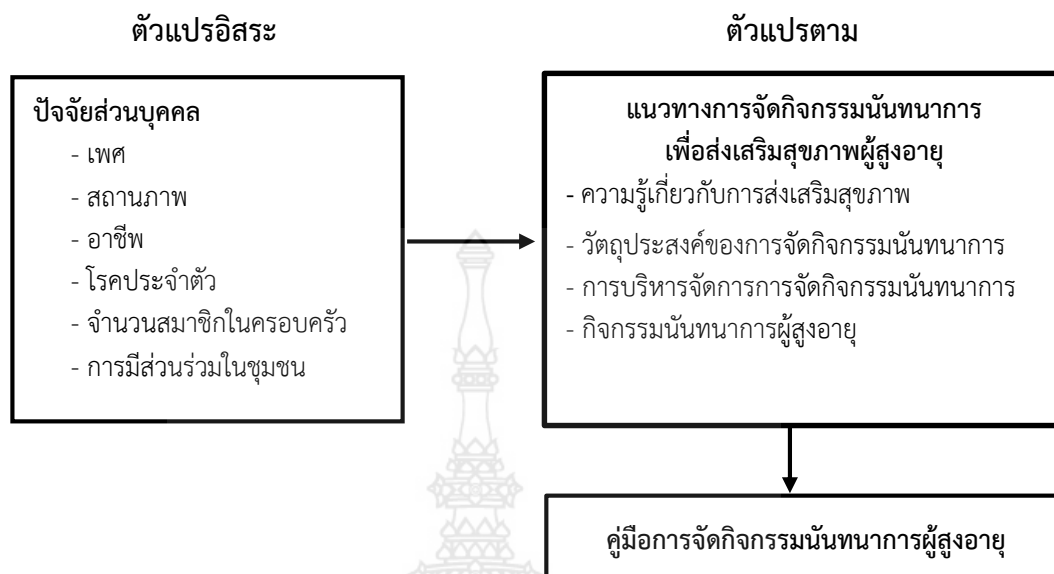 ตัวแปรอิสระ
ตัวแปรตาม
ปัจจัยส่วนบุคคล
- เพศ
- สถานภาพ
- อาชีพ
- โรคประจำตัว
- จำนวนสมาชิกในครอบครัว
- การมีส่วนร่วมในชุมชน
แนวทางการจัดกิจกรรมนันทนาการ
เพื่อส่งเสริมสุขภาพผู้สูงอายุ
- ความรู้เกี่ยวกับการส่งเสริมสุขภาพ
- วัตถุประสงค์ของการจัดกิจกรรมนันทนาการ
- การบริหารจัดการการจัดกิจกรรมนันทนาการ
- กิจกรรมนันทนาการผู้สูงอายุ
คู่มือการจัดกิจกรรมนันทนาการผู้สูงอายุ